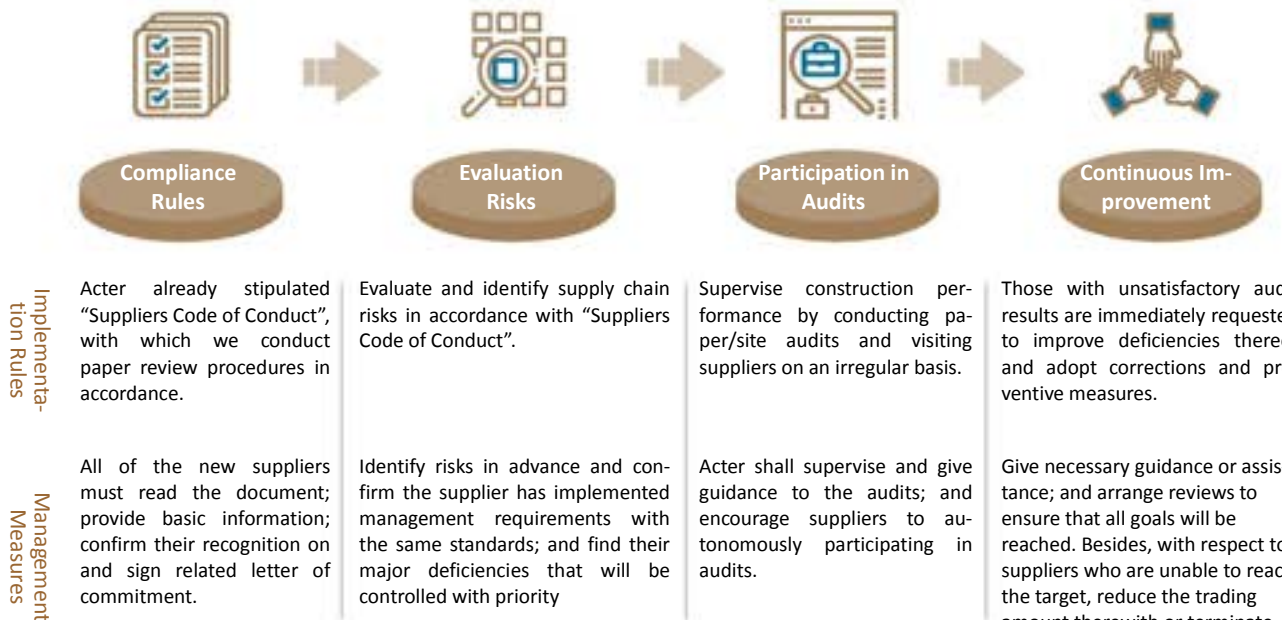 Compliance
Rules
Evaluation
Risks
Participation in
Audits
Continuous Im-
provement
Implementa-
tion Rules
Acter already stipulated
“Suppliers Code of Conduct”,
with which we conduct
paper review procedures in
accordance.
Evaluate and identify supply chain
risks in accordance with “Suppliers
Code of Conduct”.
Supervise construction per-
formance by conducting pa-
per/site audits and visiting
suppliers on an irregular basis.
Those with unsatisfactory
results are immediately
to improve deficiencies
and adopt corrections and
ventive measures.
Management
Measures
All of the new suppliers
must read the document;
provide basic information;
confirm their recognition on
and sign related letter of
commitment.
Identify risks in advance and con-
firm the supplier has implemented
management requirements with
the same standards; and find their
major deficiencies that will be
controlled with priority
Acter shall supervise and give
guidance to the audits; and
encourage suppliers to au-
tonomously participating in
audits.
Give necessary guidance or
tance; and arrange reviews to
ensure that all goals will be
reached. Besides, with respect to
suppliers who are unable to
the target, reduce the trading
amount therewith or terminate